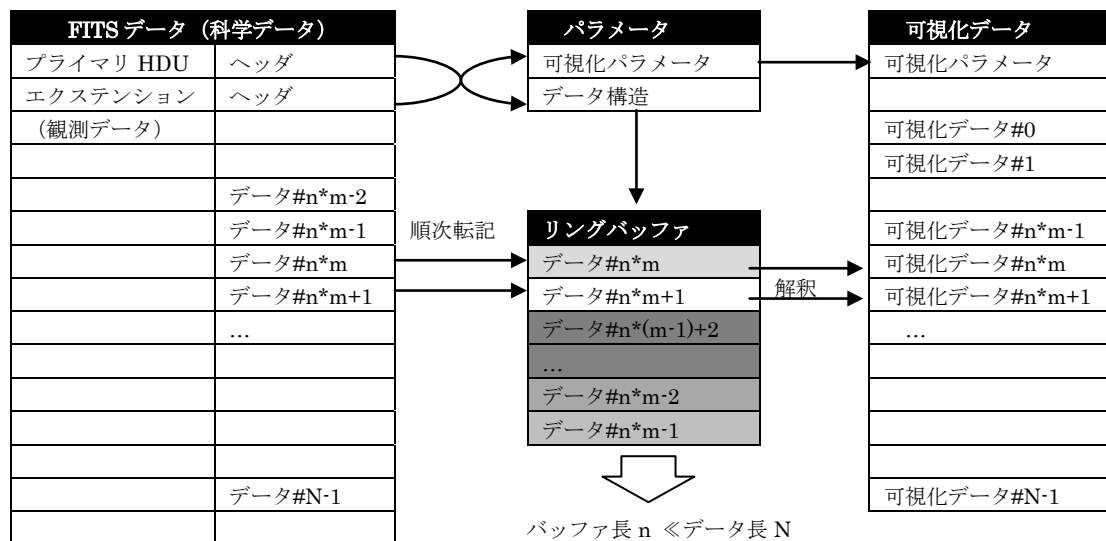 FITS データ（科学データ）
プライマリ HDU ヘッダ
エクステンション ヘッダ
（観測データ）
データ#n*m-2
データ#n*m-1
データ#n*m
データ#n*m+1
…
データ#N-1
順次転記
パラメータ
可視化パラメータ
データ構造
リングバッファ
データ#n*m
データ#n*m+1
データ#n*(m-1)+2
…
データ#n*m-2
データ#n*m-1
バッファ長 n ≪データ長 N
解釈
可視化データ
可視化パラメータ
可視化データ#0
可視化データ#1
可視化データ#n*m-1
可視化データ#n*m
可視化データ#n*m+1
…
可視化データ#N-1